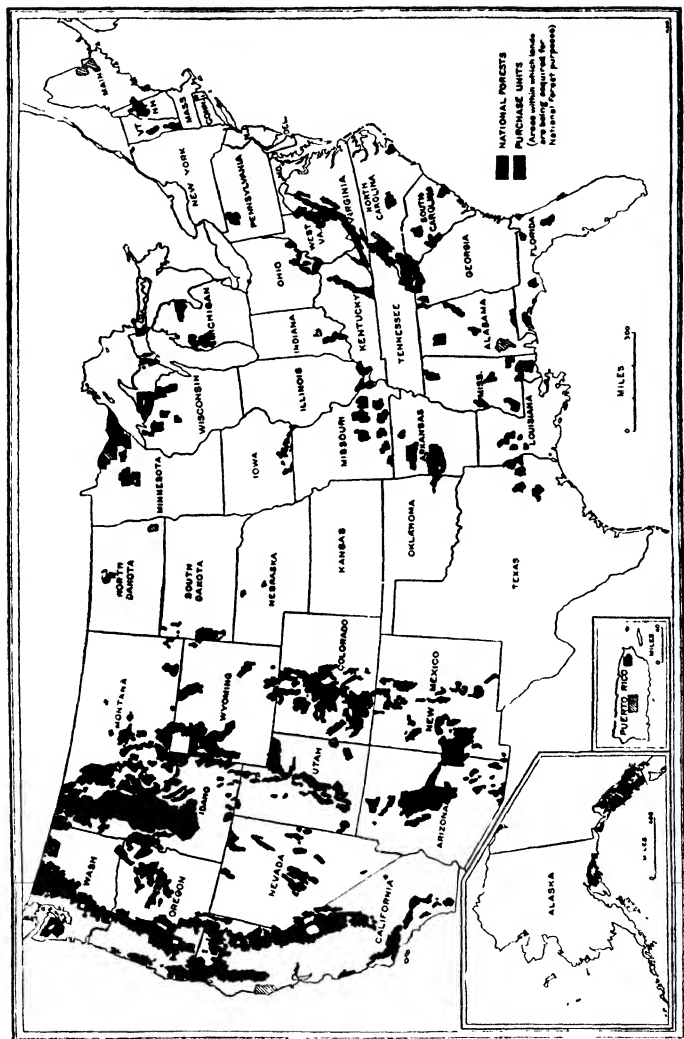 WASH
OREGON
CALIFORNIA
NEVADA
IDAHO
MONTANA
WYOMING
UTAH
COLORADO
ARIZONA
NEW MEXICO
NORTH
DAKOTA
SOUTH
DAKOTA
NEBRASKA
KANSAS
OKLAHOMA
TEXAS
MINNESOTA
IOWA
MISSOURI
ARKANSAS
LOUISIANA
WISCONSIN
ILLINOIS
MICHIGAN
INDIANA
OHIO
KENTUCKY
TENNESSEE
MISS.
ALABAMA
GEORGIA
FLORIDA
SOUTH
CAROLINA
NORTH
CAROLINA
VIRGINIA
WEST
VA.
PENNSYLVANIA
NEW YORK
VT.
N.H.
MAINE
MASS
CONN.
DEL.
MD.
NATIONAL FORESTS
PURCHASE UNITS
(Areas within which lands
are being acquired for
National Forest purposes)
0 300
MILES
ALASKA
MILES
PUERTO RICO
MILES